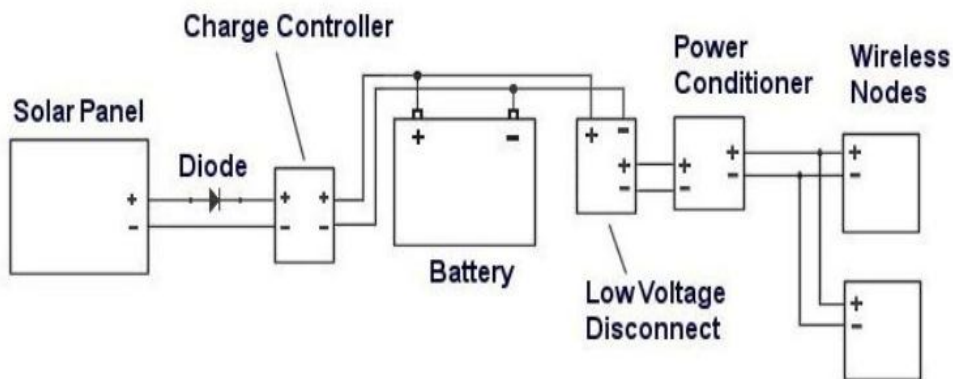 Charge Controller
Power
Conditioner
Wireless
Nodes
Solar Panel
Diode
+
-
+
-
+
-
+
-
+
-
+
-
+
-
+
-
+
-
Battery
Low Voltage
Disconnect
+
-